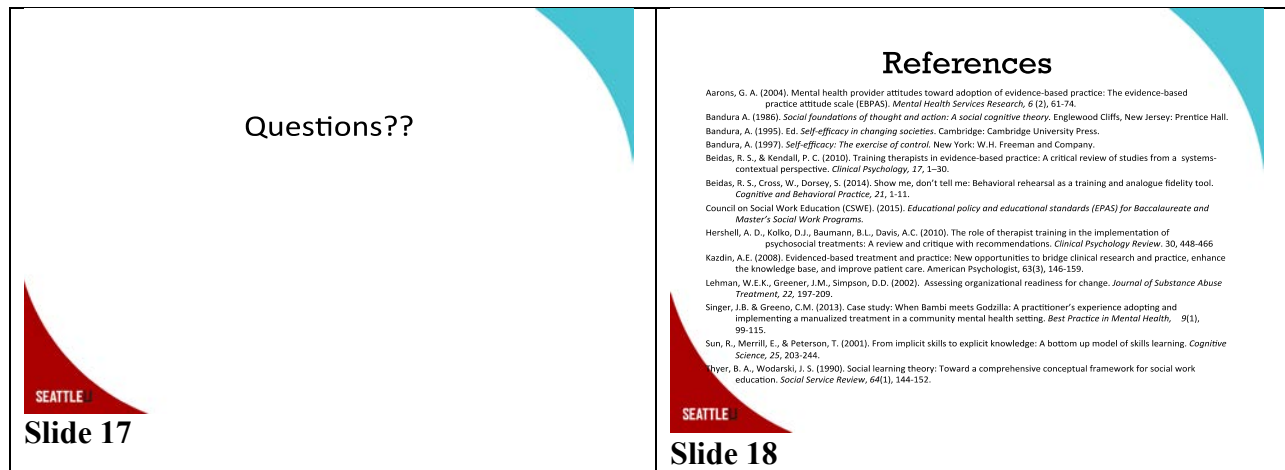 Questions??
SEATTLEU
Slide 17
References
Aarons, G. A. (2004). Mental health provider attitudes toward adoption of evidence-based practice: The evidence-based
practice attitude scale (EBPAS). Mental Health Services Research, 6 (2), 61-74.
Bandura A. (1986). Social foundations of thought and action: A social cognitive theory. Englewood Cliffs, New Jersey: Prentice Hall.
Bandura, A. (1995). Ed. Self-efficacy in changing societies. Cambridge: Cambridge University Press.
Bandura, A. (1997). Self-efficacy: The exercise of control. New York: W.H. Freeman and Company.
Beidas, R. S., & Kendall, P. C. (2010). Training therapists in evidence-based practice: A critical review of studies from a systems-
contextual perspective. Clinical Psychology, 17, 1–30.
Beidas, R. S., Cross, W., Dorsey, S. (2014). Show me, don't tell me: Behavioral rehearsal as a training and analogue fidelity tool.
Cognitive and Behavioral Practice, 21, 1-11.
Council on Social Work Education (CSWE). (2015). Educational policy and educational standards (EPAS) for Baccalaureate and
Master's Social Work Programs.
Hershell, A. D., Kolko, D.J., Baumann, B.L., Davis, A.C. (2010). The role of therapist training in the implementation of
psychosocial treatments: A review and critique with recommendations. Clinical Psychology Review. 30, 448-466
Kazdin, A.E. (2008). Evidenced-based treatment and practice: New opportunities to bridge clinical research and practice, enhance
the knowledge base, and improve patient care. American Psychologist, 63(3), 146-159.
Lehman, W.E.K., Greener, J.M., Simpson, D.D. (2002). Assessing organizational readiness for change. Journal of Substance Abuse
Treatment, 22, 197-209.
Singer, J.B. & Greeno, C.M. (2013). Case study: When Bambi meets Godzilla: A practitioner's experience adopting and
implementing a manualized treatment in a community mental health setting. Best Practice in Mental Health, 9(1),
99-115.
Sun, R., Merrill, E., & Peterson, T. (2001). From implicit skills to explicit knowledge: A bottom up model of skills learning. Cognitive
Science, 25, 203-244.
Thyer, B. A., Wodarski, J. S. (1990). Social learning theory: Toward a comprehensive conceptual framework for social work
education. Social Service Review, 64(1), 144-152.
SEATTLEU
Slide 18